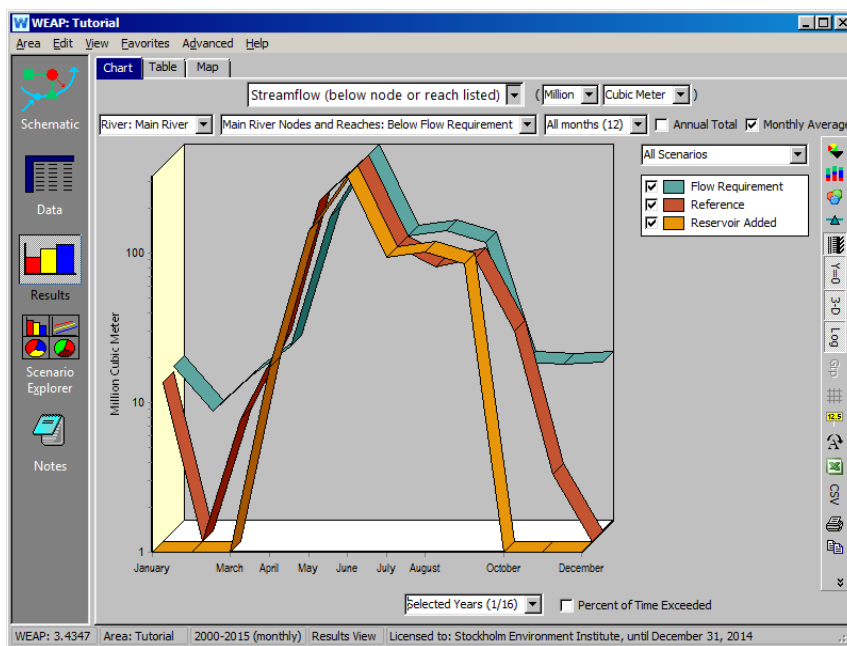 WEAP: Tutorial
Area Edit View Favorites Advanced Help
Chart Table Map
Streamflow (below node or reach listed) ( Million Cubic Meter )
River: Main River Main River Nodes and Reaches: Below Flow Requirement All months (12) Annual Total Monthly Average
Schematic
Data
Results
Scenario
Explorer
Notes
All Scenarios
Flow Requirement
Reference
Reservoir Added
Million Cubic Meter
100
10
1
January March April May June July August October December
Y=0
3-D
Log
Grp
12.5
CSV
Selected Years (1/16) Percent of Time Exceeded
WEAP: 3.4347 Area: Tutorial 2000-2015 (monthly) Results View Licensed to: Stockholm Environment Institute, until December 31, 2014